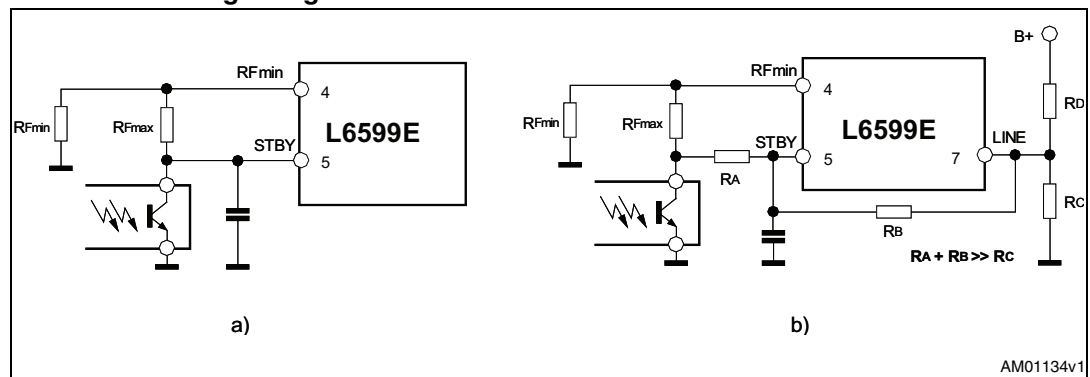 RFmin
4
RFmin
RFmax
L6599E
STBY
5
a)
B+
RFmin
4
RD
RFmin
RFmax
L6599E
STBY
LINE
5
7
RA
RC
RB
RA + RB >> RC
b)
AM01134v1